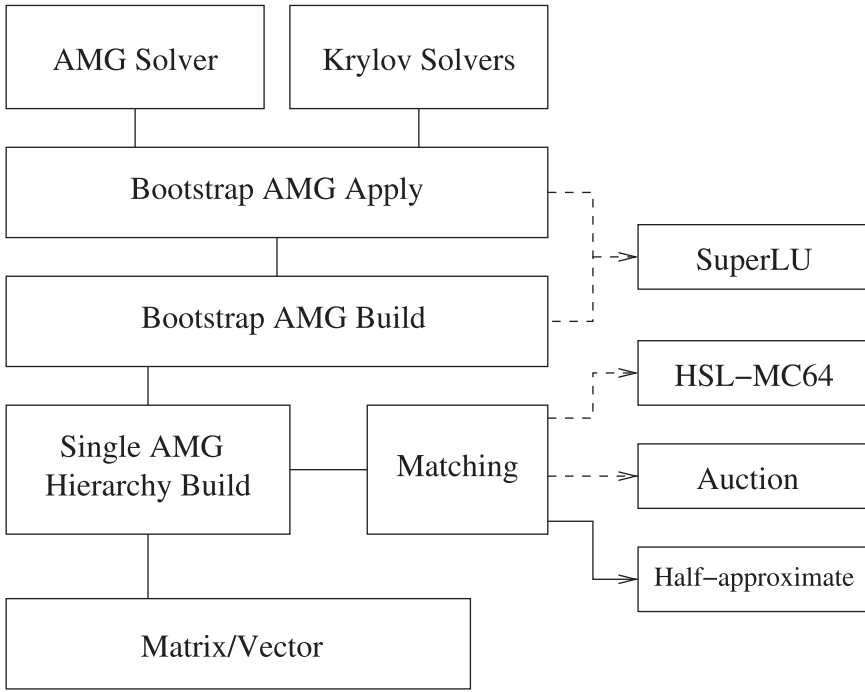 AMG Solver
Krylov Solvers
Bootstrap AMG Apply
SuperLU
Bootstrap AMG Build
HSL−MC64
Single AMG
Hierarchy Build
Matching
Auction
Half−approximate
Matrix/Vector